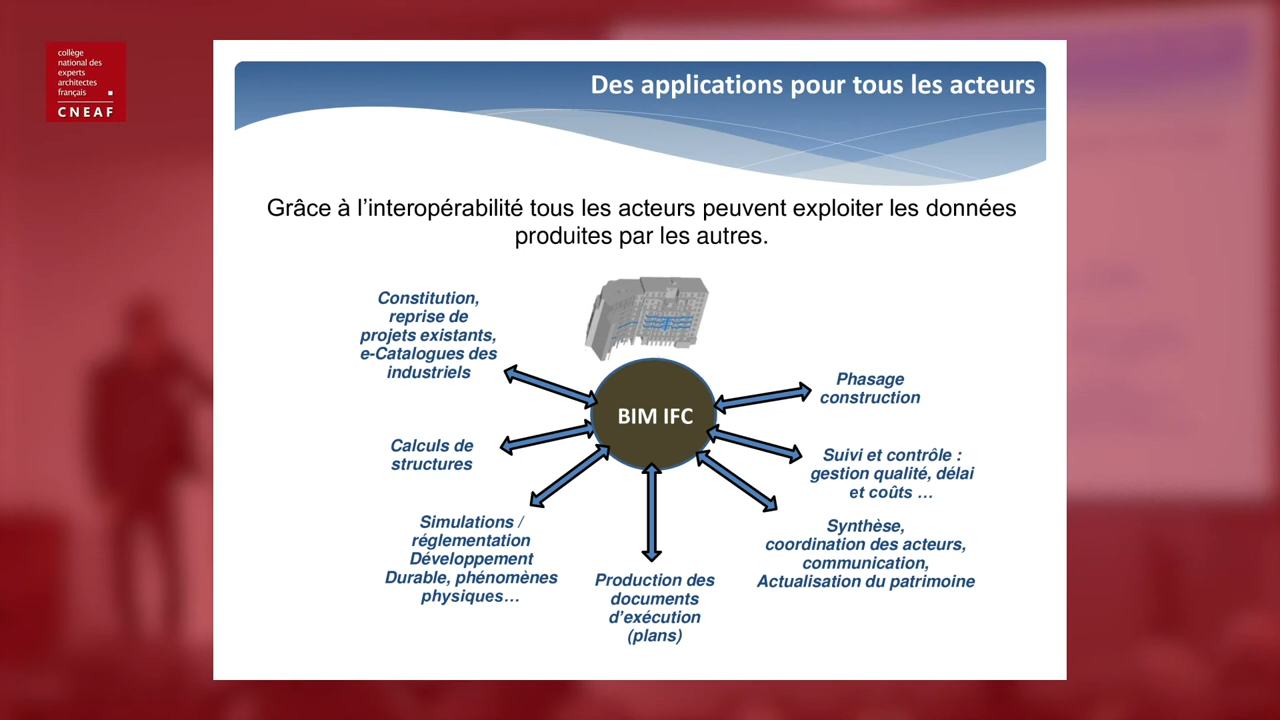 collège
national des
experts
architectes
français
CNEAF
Des applications pour tous les acteurs
Grâce à l'interopérabilité tous les acteurs peuvent exploiter les données
produites par les autres.
Constitution,
reprise de
projets existants,
e-Catalogues des
industriels
Calculs de
structures
Simulations /
réglementation
Développement
Durable, phénomènes
physiques…
BIM IFC
Production des
documents
d'exécution
(plans)
Phasage
construction
Suivi et contrôle :
gestion qualité, délai
et coûts …
Synthèse,
coordination des acteurs,
communication,
Actualisation du patrimoine